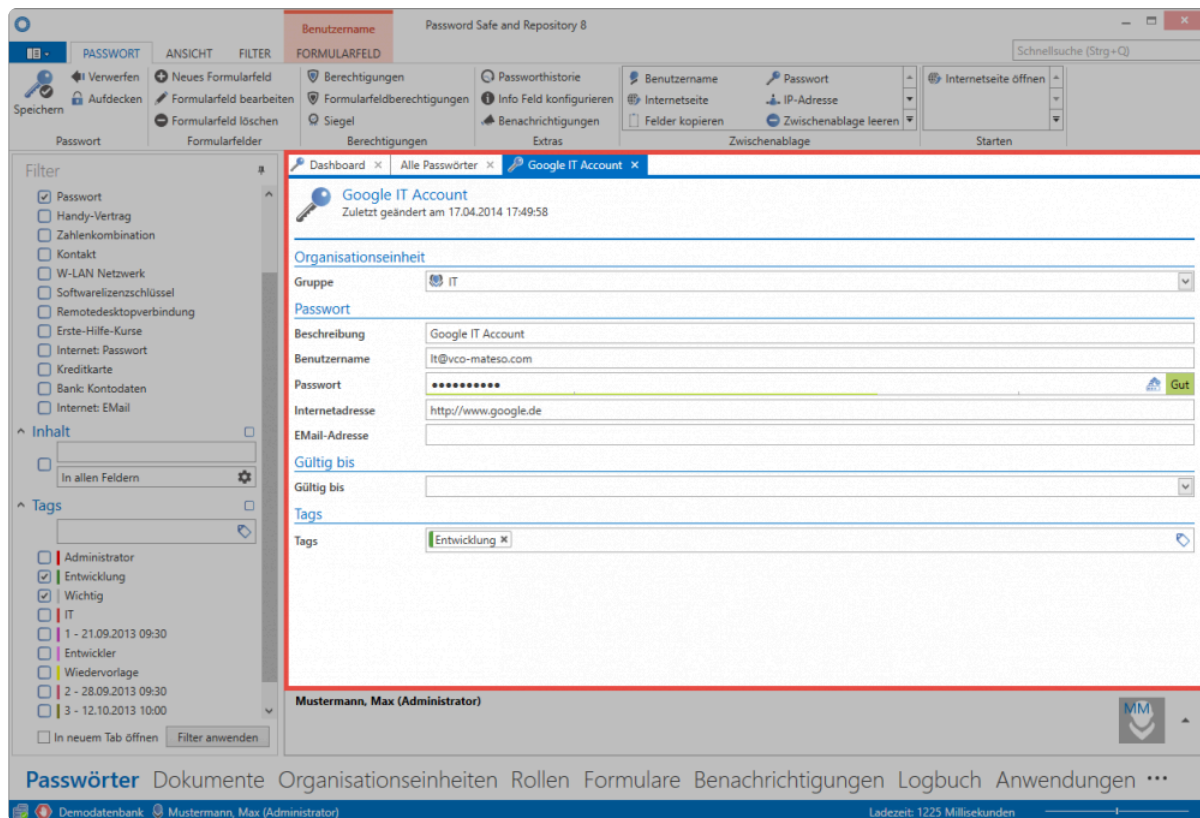 Benutzername
Password Safe and Repository 8
PASSWORT ANSICHT FILTER FORMULARFELD
Schnellsuche (Strg+Q)
Speichern
Verwerfen
Aufdecken
Passwort
Neues Formularfeld
Formularfeld bearbeiten
Formularfeld löschen
Formularfelder
Berechtigungen
Formularfeldberechtigungen
Siegel
Berechtigungen
Passworthistorie
Info Feld konfigurieren
Benachrichtigungen
Extras
Benutzername
Passwort
Internetseite
IP-Adresse
Felder kopieren
Zwischenablage leeren
Zwischenablage
Internetseite öffnen
Starten
Filter
Passwort
Handy-Vertrag
Zahlenkombination
Kontakt
W-LAN Netzwerk
Softwarelizenzschlüssel
Remotedesktopverbindung
Erste-Hilfe-Kurse
Internet: Passwort
Kreditkarte
Bank: Kontodaten
Internet: EMail
Inhalt
In allen Feldern
Tags
Administrator
Entwicklung
Wichtig
IT
1 - 21.09.2013 09:30
Entwickler
Wiedervorlage
2 - 28.09.2013 09:30
3 - 12.10.2013 10:00
In neuem Tab öffnen Filter anwenden
Dashboard Alle Passwörter Google IT Account
Google IT Account
Zuletzt geändert am 17.04.2014 17:49:58
Organisationseinheit
Gruppe IT
Passwort
Beschreibung Google IT Account
Benutzername It@vco-mateso.com
Passwort •••••••••• Gut
Internetadresse http://www.google.de
EMail-Adresse
Gültig bis
Gültig bis
Tags
Tags Entwicklung
Mustermann, Max (Administrator)
MM
Passwörter Dokumente Organisationseinheiten Rollen Formulare Benachrichtigungen Logbuch Anwendungen •••
Demodatenbank Mustermann, Max (Administrator) Ladezeit: 1225 Millisekunden